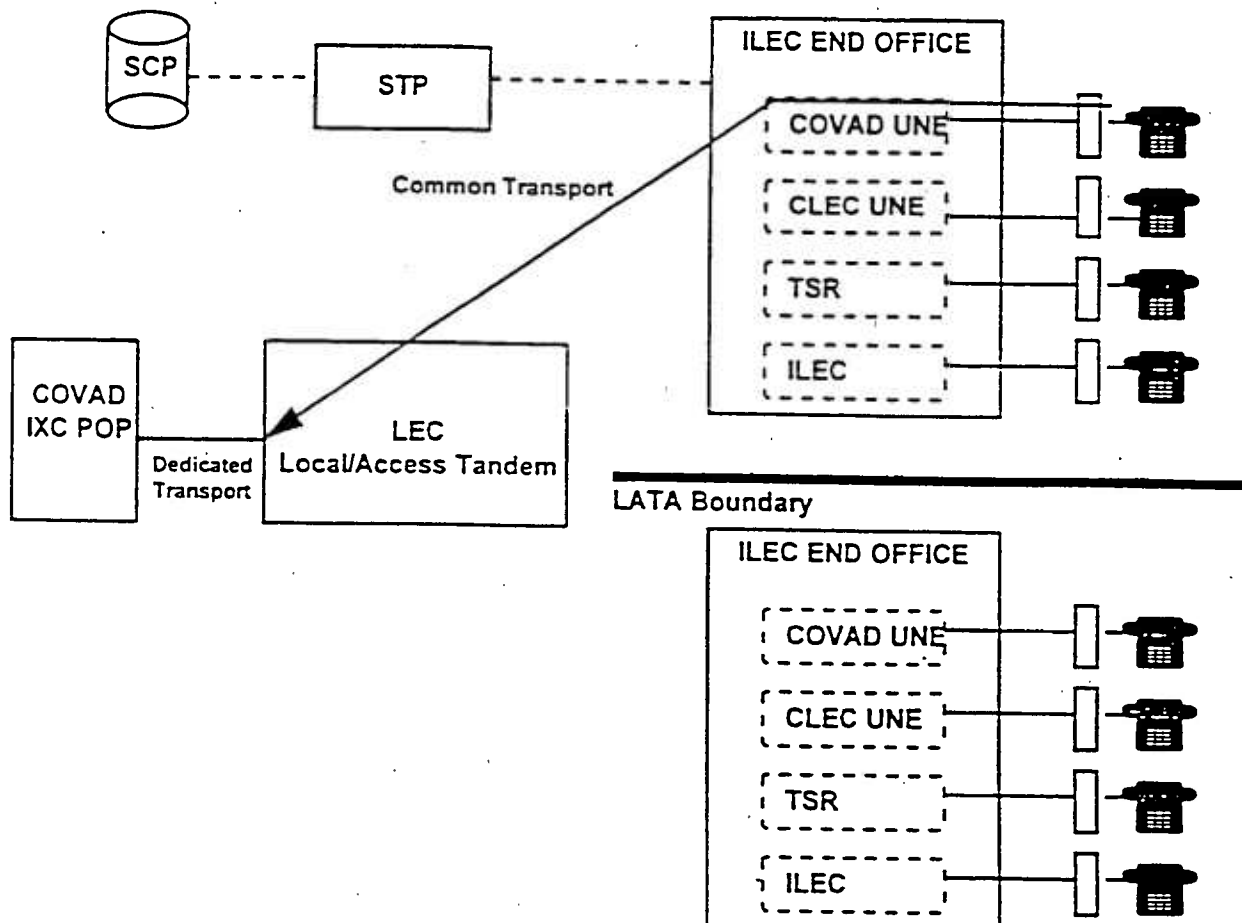 ILEC END OFFICE
SCP
STP
COVAD UNE
Common Transport
CLEC UNE
TSR
ILEC
COVAD
IXC POP
Dedicated
Transport
LEC
Local/Access Tandem
LATA Boundary
ILEC END OFFICE
COVAD UNE
CLEC UNE
TSR
ILEC